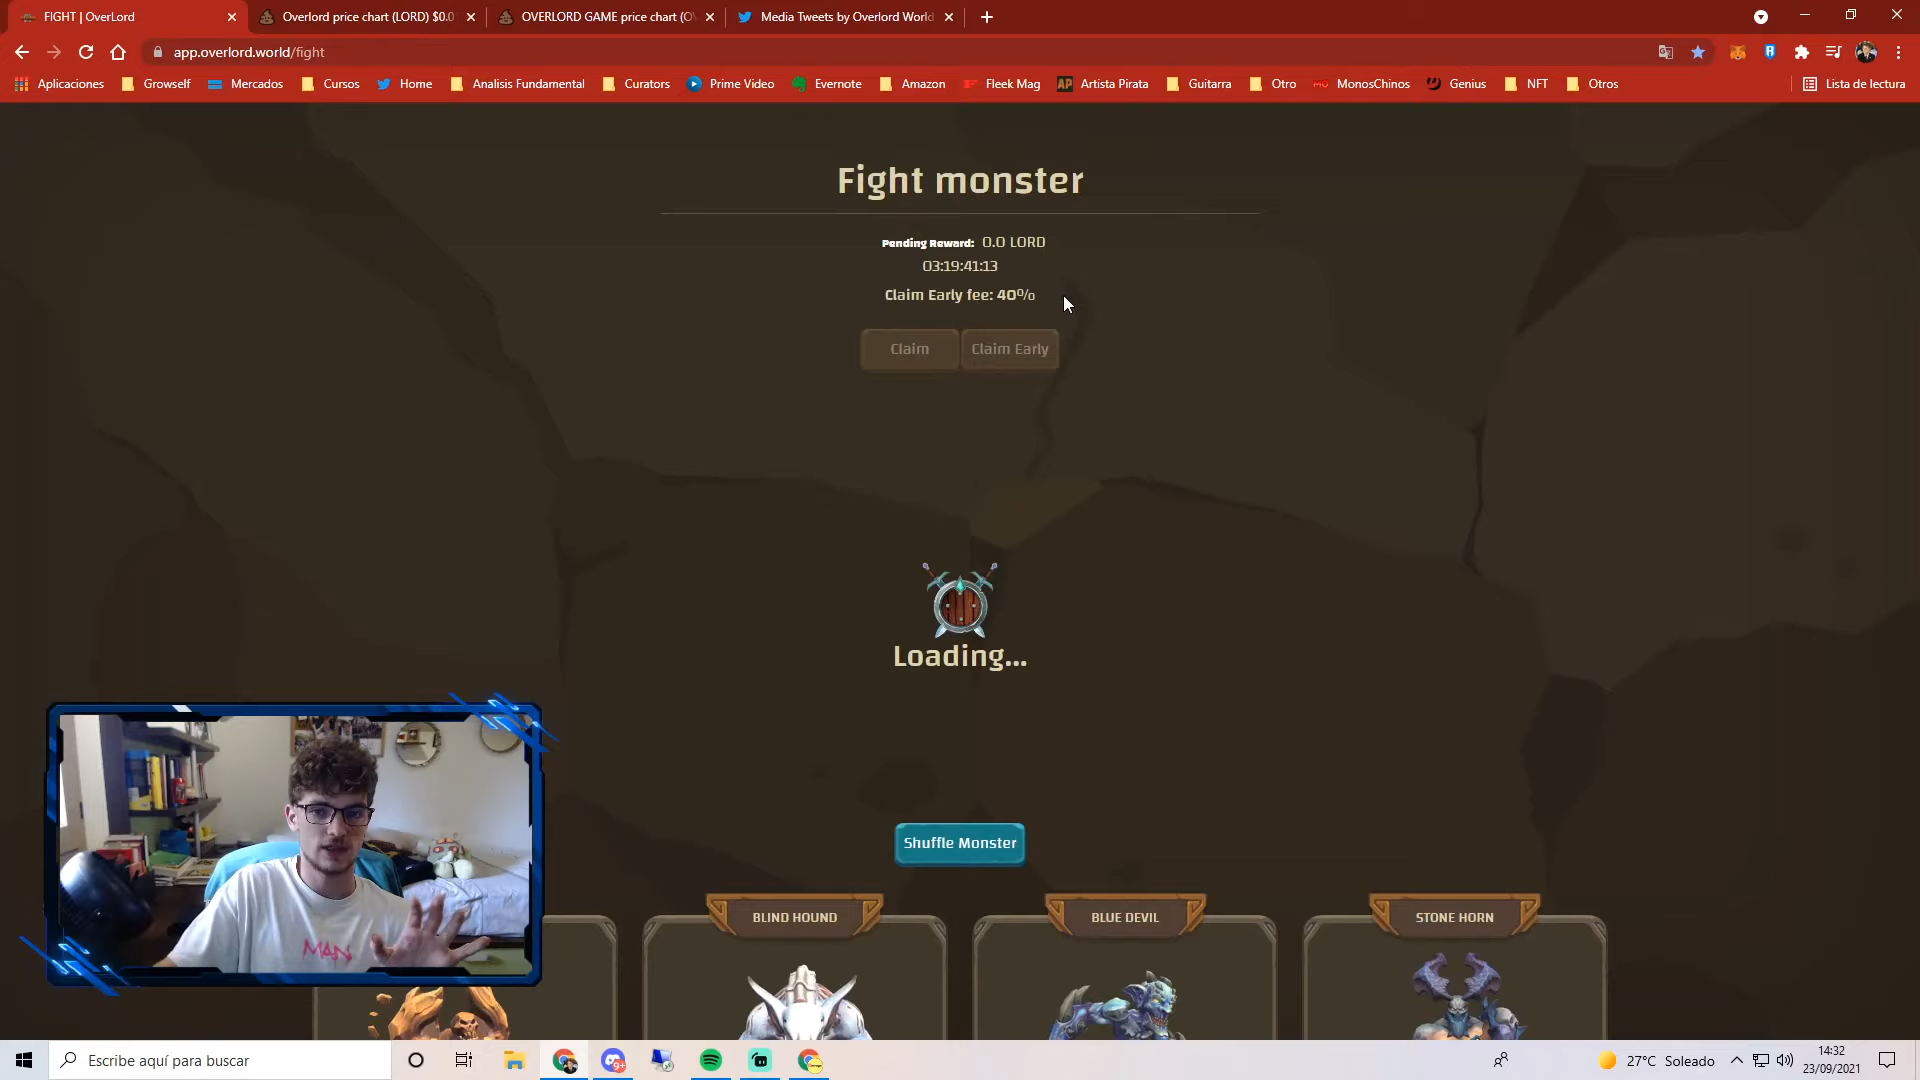 FIGHT | OverLord
Overlord price chart (LORD) $0.0
OVERLORD GAME price chart (O
Media Tweets by Overlord World
app.overlord.world/fight
Aplicaciones
Growself
Mercados
Cursos
Home
Analisis Fundamental
Curators
Prime Video
Evernote
Amazon
Fleek Mag
AP
Artista Pirata
Guitarra
Otro
MonosChinos
Genius
NFT
Otros
Lista de lectura
Fight monster
Pending Reward: 0.0 LORD
03:19:41:13
Claim Early fee: 40%
Claim
Claim Early
Loading...
Shuffle Monster
BLIND HOUND
BLUE DEVIL
STONE HORN
MAN
Escribe aquí para buscar
9+
27°C Soleado
14:32
23/09/2021